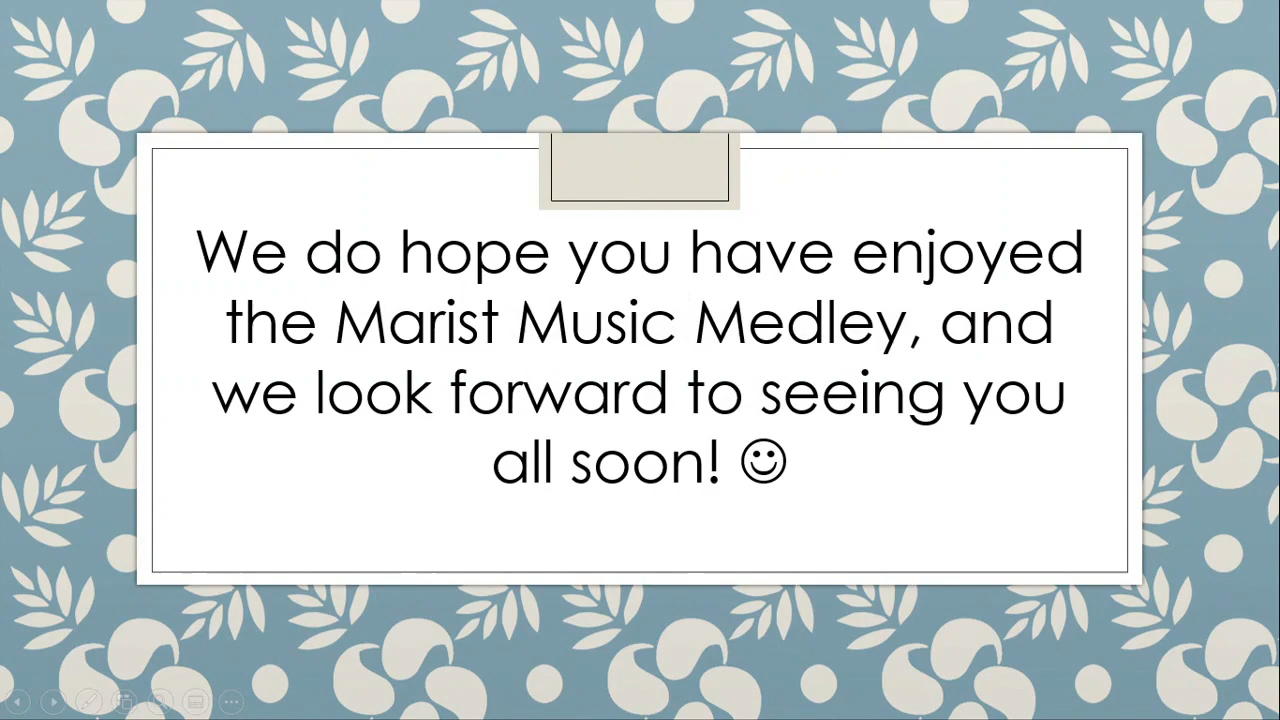 We do hope you have enjoyed
the Marist Music Medley, and
we look forward to seeing you
all soon! ☺